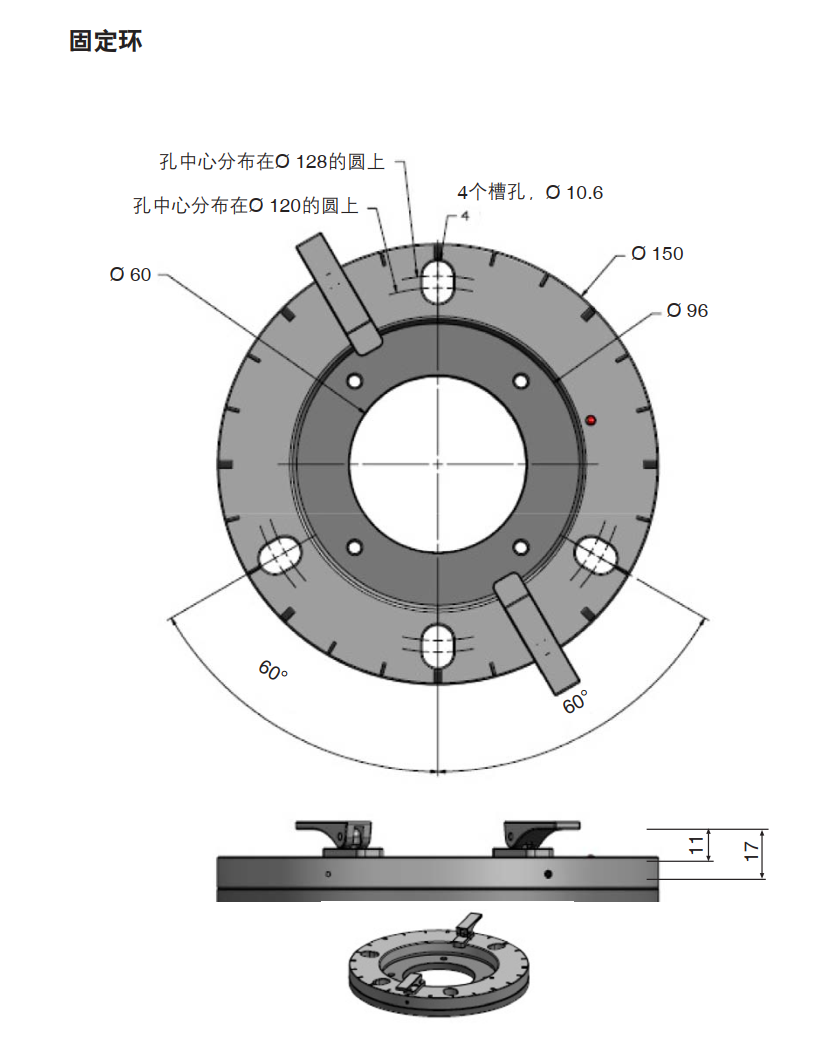 固定环
孔中心分布在Ø 128的圆上
4个槽孔，Ø 10.6
孔中心分布在Ø 120的圆上
4
Ø 150
Ø 60
Ø 96
60°
60°
11
17